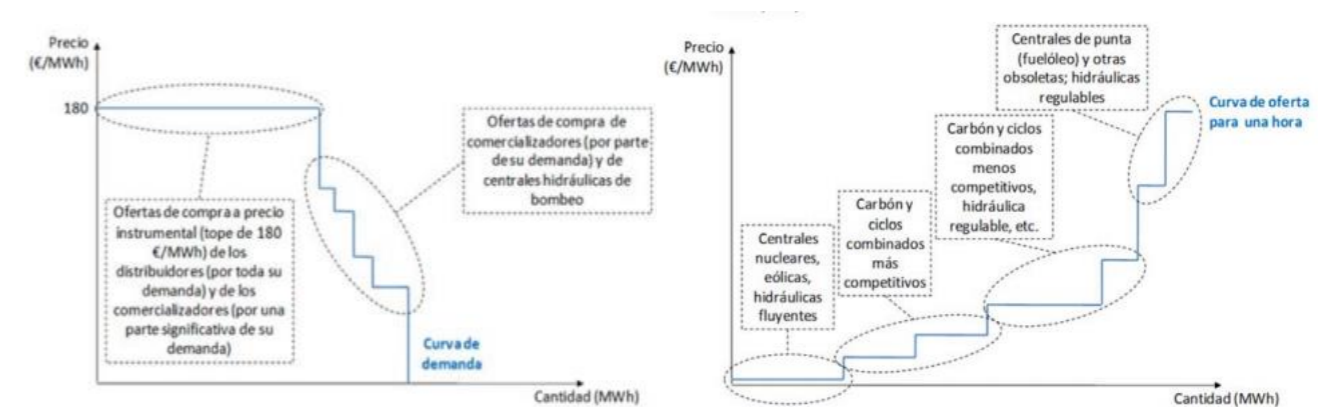 Precio
(€/MWh)
180
Ofertas de compra a precio
instrumental (tope de 180
€/MWh) de los
distribuidores (por toda su
demanda) y de los
comercializadores (por una
parte significativa de su
demanda)
Ofertas de compra de
comercializadores (por parte
de su demanda) y de
centrales hidráulicas de
bombeo
Curva de
demanda
Cantidad (MWh)
Precio
(€/MWh)
Centrales
nucleares,
eólicas,
hidráulicas
fluyentes
Carbón y
ciclos
combinados
más
competitivos
Carbón y ciclos
combinados
menos
competitivos,
hidráulica
regulable, etc.
Centrales de punta
(fuelóleo) y otras
obsoletas; hidráulicas
regulables
Curva de oferta
para una hora
Cantidad (MWh)